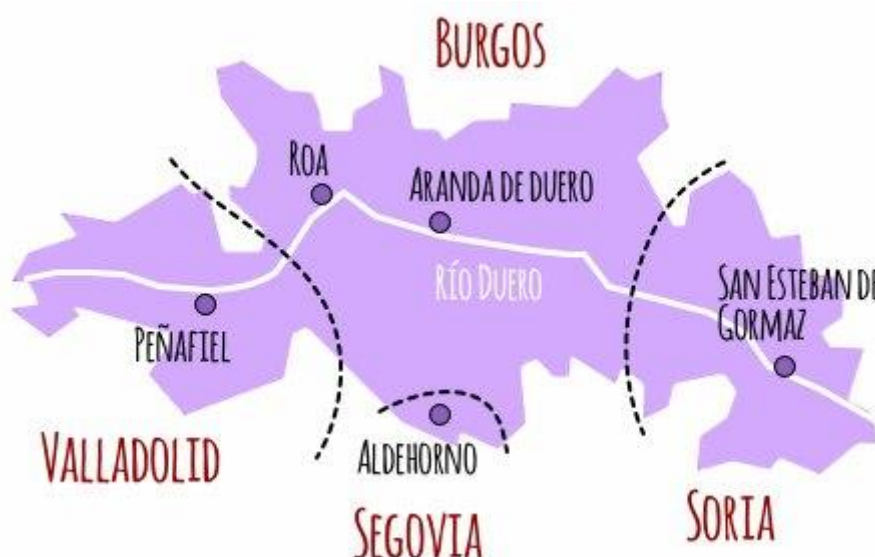 BURGOS
ROA
ARANDA DE DUERO
RÍO DUERO
SAN ESTEBAN DE
GORMAZ
PEÑAFIEL
VALLADOLID
ALDEHORNO
SORIA
SEGOVIA